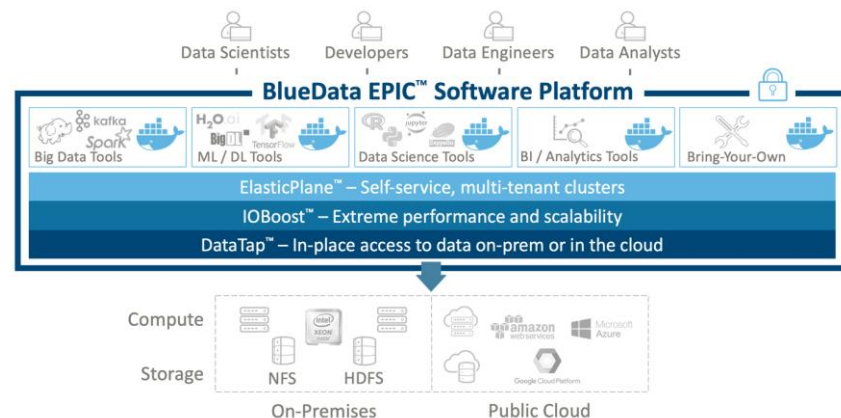 Data Scientists
Developers
Data Engineers
Data Analysts
BlueData EPIC™ Software Platform
kafka
Spark
Big Data Tools
H2O.ai
BigDL
TensorFlow
ML / DL Tools
R
jupyter
Data Science Tools
BI / Analytics Tools
Bring-Your-Own
ElasticPlane™ – Self-service, multi-tenant clusters
IOBoost™ – Extreme performance and scalability
DataTap™ – In-place access to data on-prem or in the cloud
Compute
intel
XEON
amazon
web services
Microsoft
Azure
Storage
NFS
HDFS
Google Cloud Platform
On-Premises
Public Cloud